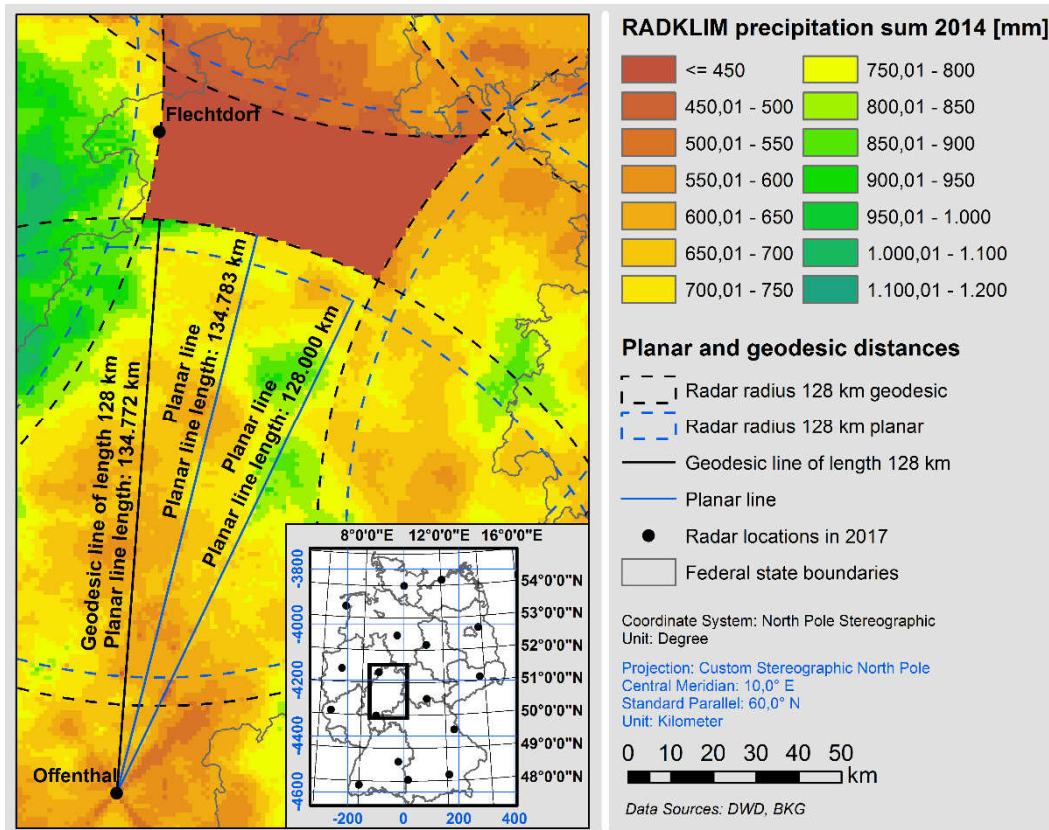 Flechtdorf
Geodesic line of length 128 km
Planar line length: 134.772 km
Planar line
Planar line length: 134.783 km
Planar line
Planar line length: 128.000 km
Offenthal
8°0'0"E 12°0'0"E 16°0'0"E
-3800
-4000
-4200
-4400
-4600
54°0'0"N
53°0'0"N
52°0'0"N
51°0'0"N
50°0'0"N
49°0'0"N
48°0'0"N
-200 0 200 400
RADKLIM precipitation sum 2014 [mm]
<= 450
450,01 - 500
500,01 - 550
550,01 - 600
600,01 - 650
650,01 - 700
700,01 - 750
750,01 - 800
800,01 - 850
850,01 - 900
900,01 - 950
950,01 - 1.000
1.000,01 - 1.100
1.100,01 - 1.200
Planar and geodesic distances
Radar radius 128 km geodesic
Radar radius 128 km planar
Geodesic line of length 128 km
Planar line
Radar locations in 2017
Federal state boundaries
Coordinate System: North Pole Stereographic
Unit: Degree
Projection: Custom Stereographic North Pole
Central Meridian: 10,0° E
Standard Parallel: 60,0° N
Unit: Kilometer
0 10 20 30 40 50
km
Data Sources: DWD, BKG